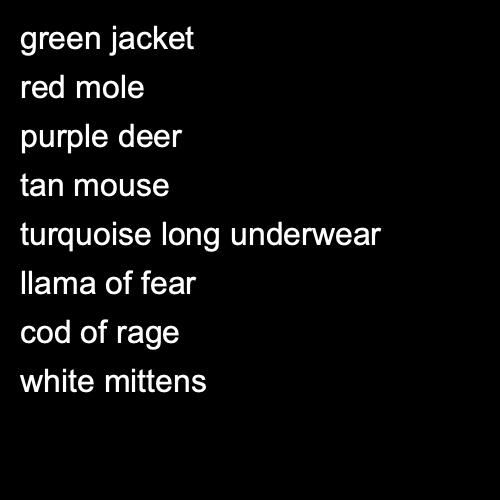 green jacket
red mole
purple deer
tan mouse
turquoise long underwear
llama of fear
cod of rage
white mittens